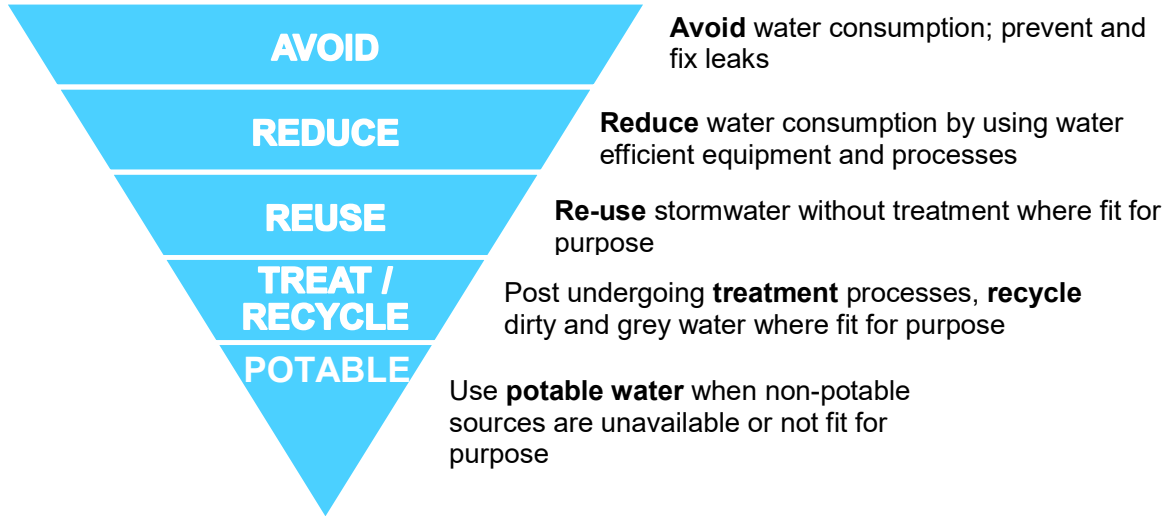 AVOID
Avoid water consumption; prevent and
fix leaks
REDUCE
Reduce water consumption by using water
efficient equipment and processes
REUSE
Re-use stormwater without treatment where fit for
purpose
TREAT /
RECYCLE
Post undergoing treatment processes, recycle
dirty and grey water where fit for purpose
POTABLE
Use potable water when non-potable
sources are unavailable or not fit for
purpose